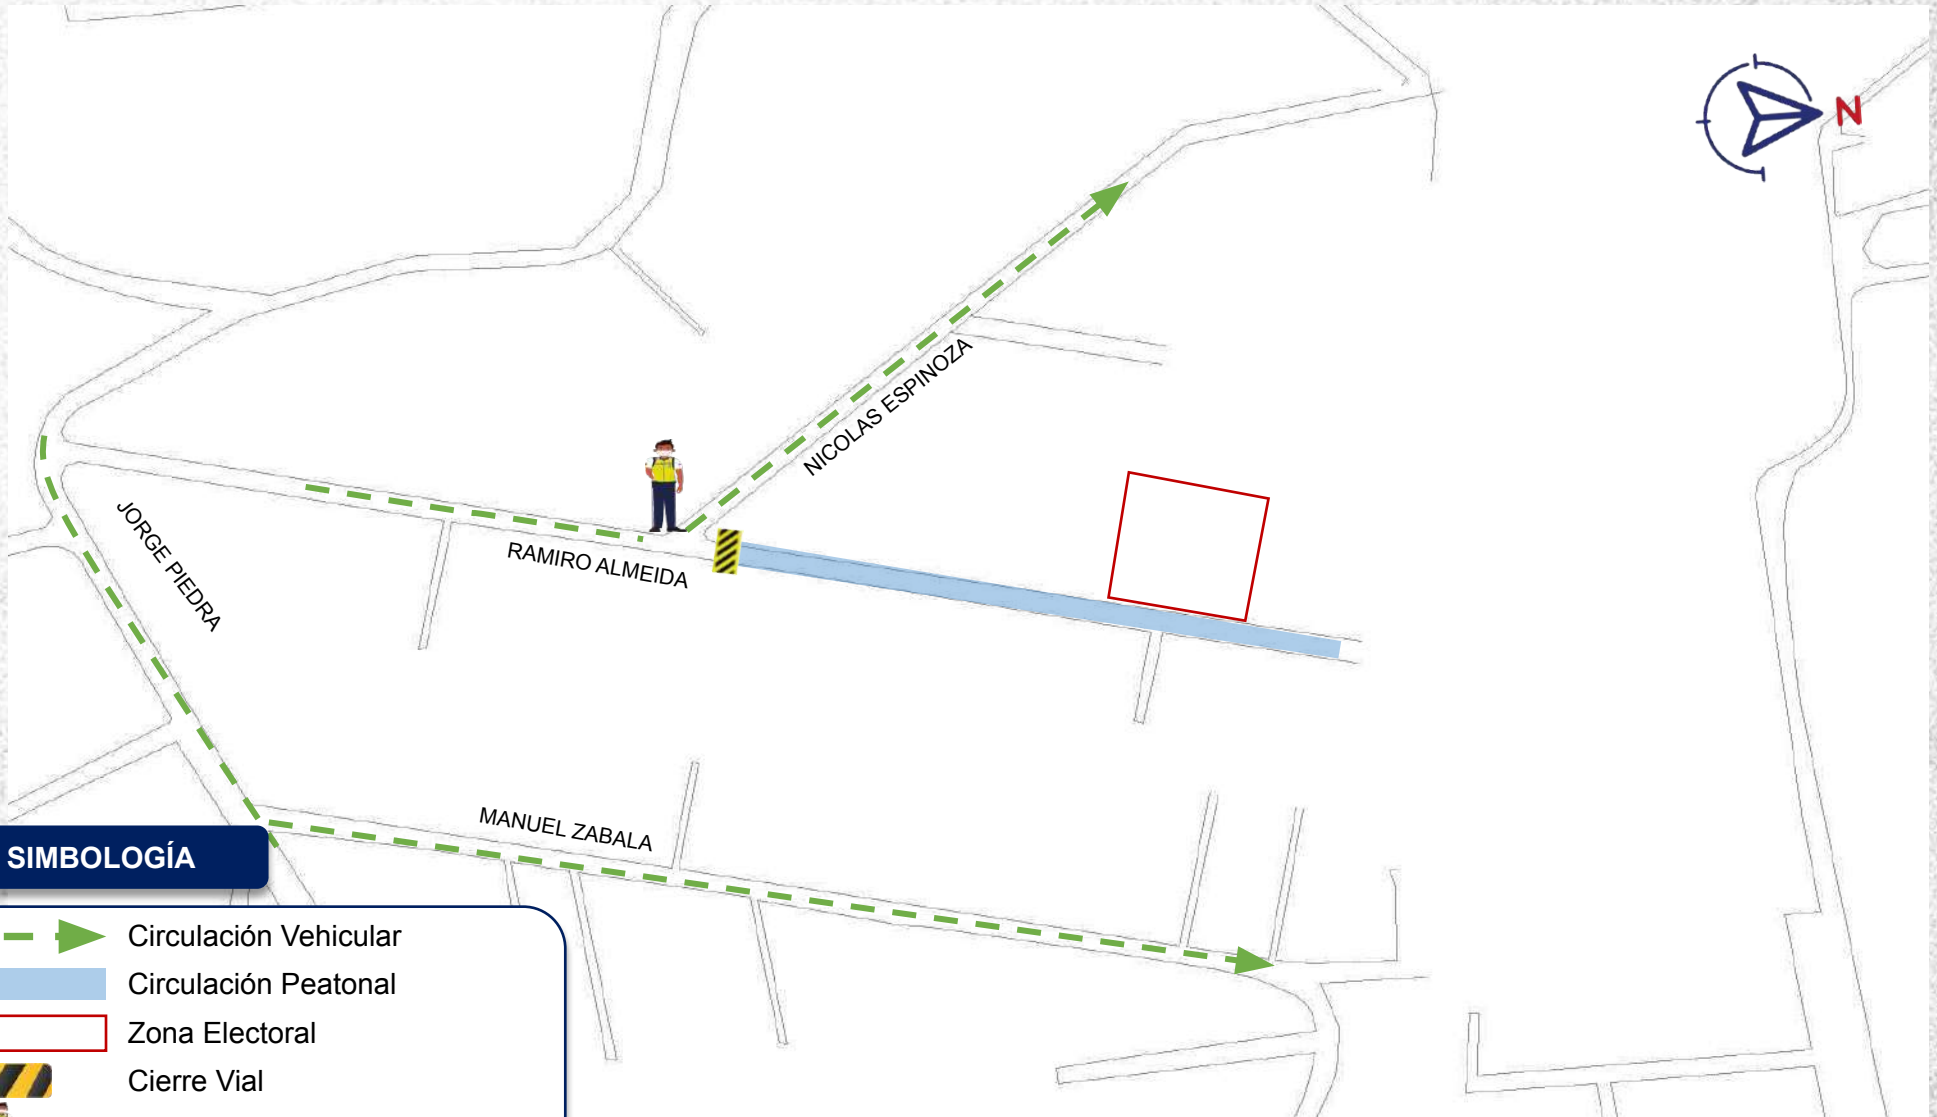 N
NICOLAS ESPINOZA
JORGE PIEDRA
RAMIRO ALMEIDA
MANUEL ZABALA
SIMBOLOGÍA
Circulación Vehicular
Circulación Peatonal
Zona Electoral
Cierre Vial